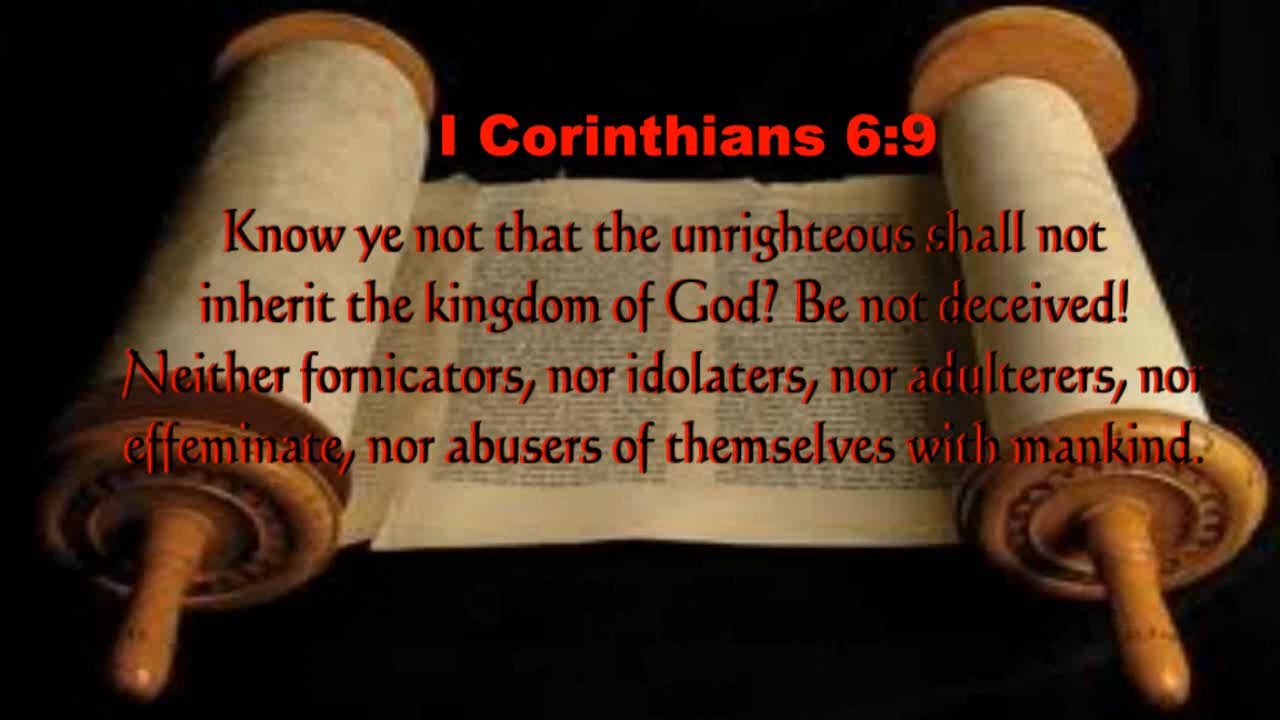 I Corinthians 6:9
Know ye not that the unrighteous shall not
inherit the kingdom of God? Be not deceived!
Neither fornicators, nor idolaters, nor adulterers, nor
effeminate, nor abusers of themselves with mankind.